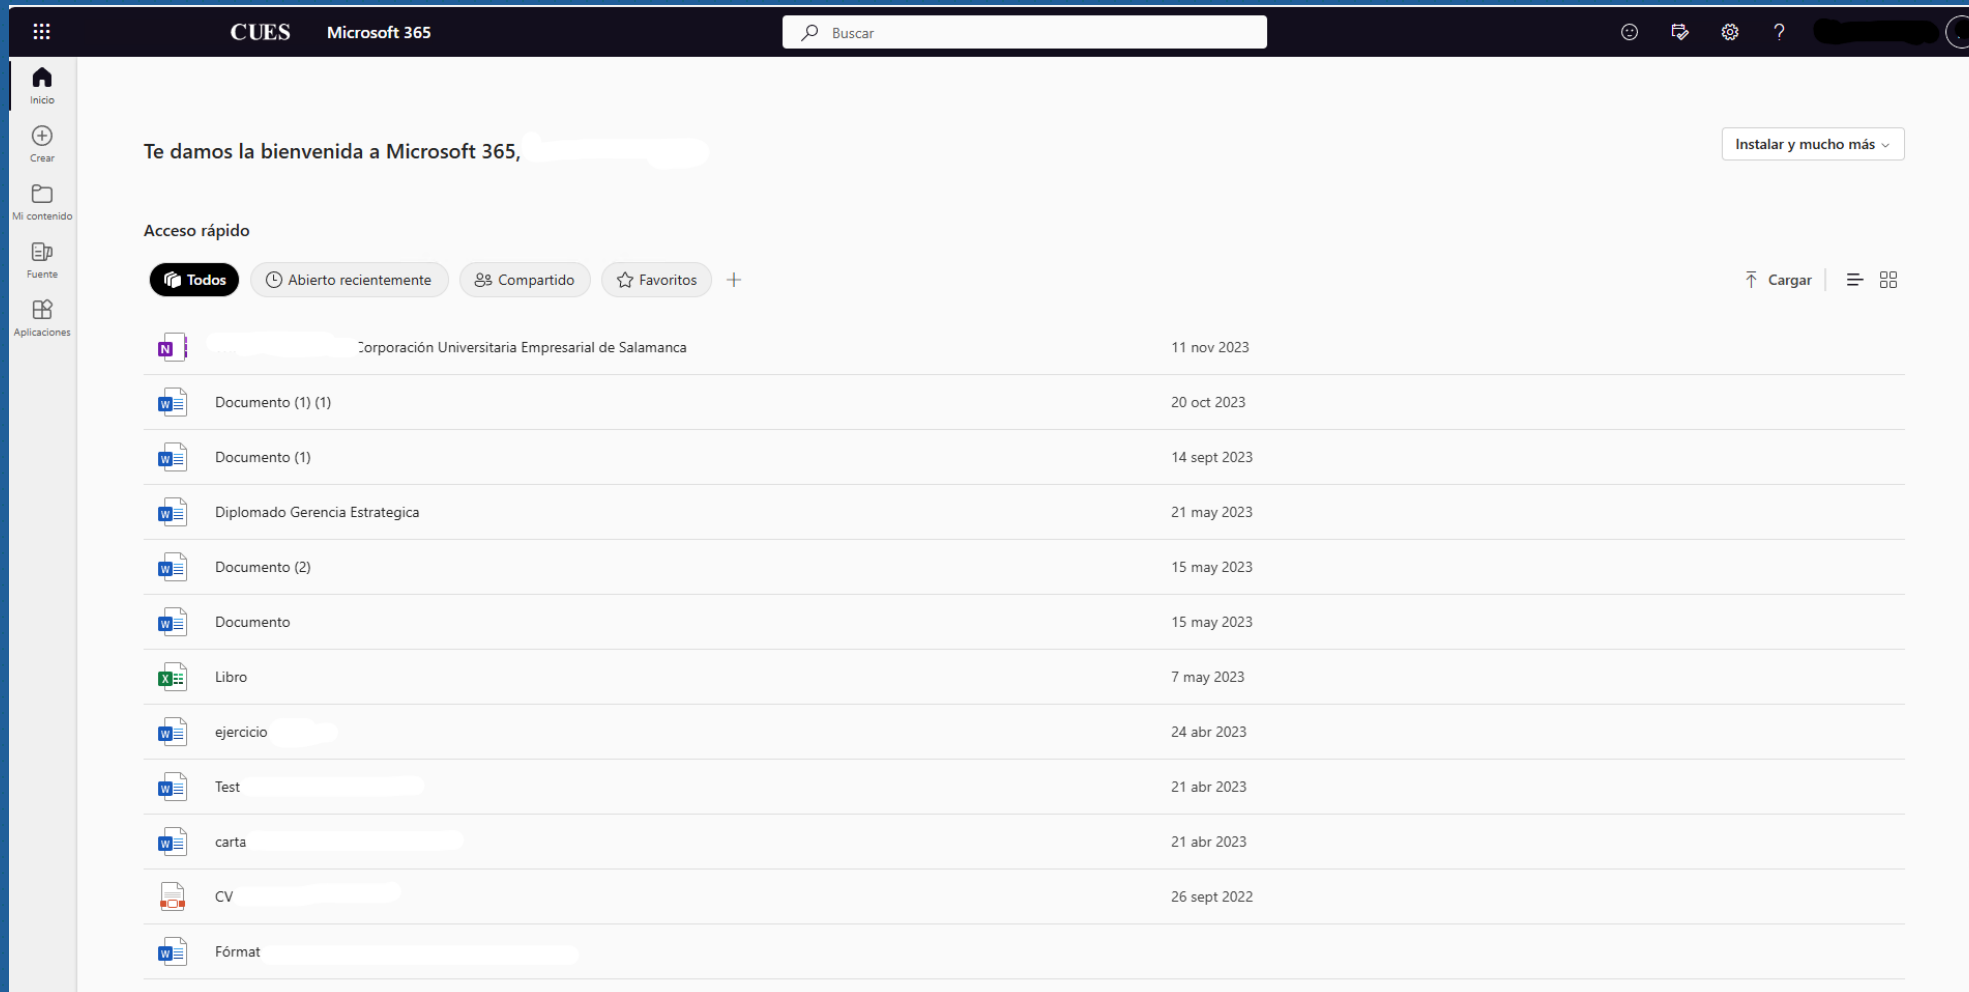 CUES Microsoft 365 Buscar ?
Inicio
Crear
Mi contenido
Fuente
Aplicaciones
Te damos la bienvenida a Microsoft 365,
Instalar y mucho más
Acceso rápido
Todos Abierto recientemente Compartido Favoritos + Cargar
Corporación Universitaria Empresarial de Salamanca 11 nov 2023
Documento (1) (1) 20 oct 2023
Documento (1) 14 sept 2023
Diplomado Gerencia Estrategica 21 may 2023
Documento (2) 15 may 2023
Documento 15 may 2023
Libro 7 may 2023
ejercicio 24 abr 2023
Test 21 abr 2023
carta 21 abr 2023
CV 26 sept 2022
Fórmat